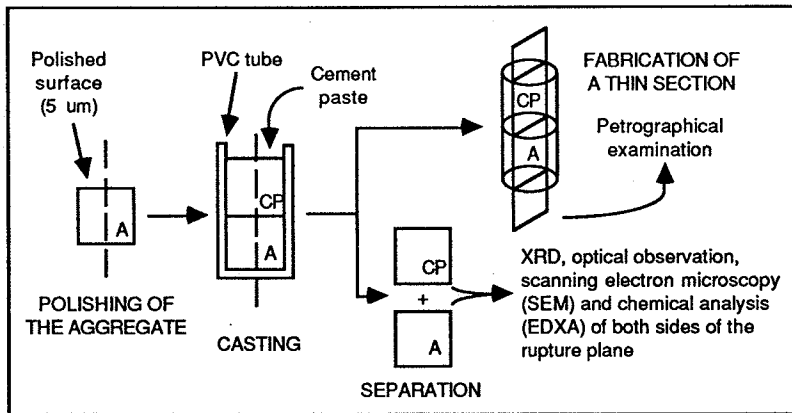 Polished
surface
(5 um)
A
POLISHING OF
THE AGGREGATE
PVC tube
Cement
paste
CP
A
CASTING
CP
+
A
SEPARATION
CP
A
FABRICATION OF
A THIN SECTION
Petrographical
examination
XRD, optical observation,
scanning electron microscopy
(SEM) and chemical analysis
(EDXA) of both sides of the
rupture plane